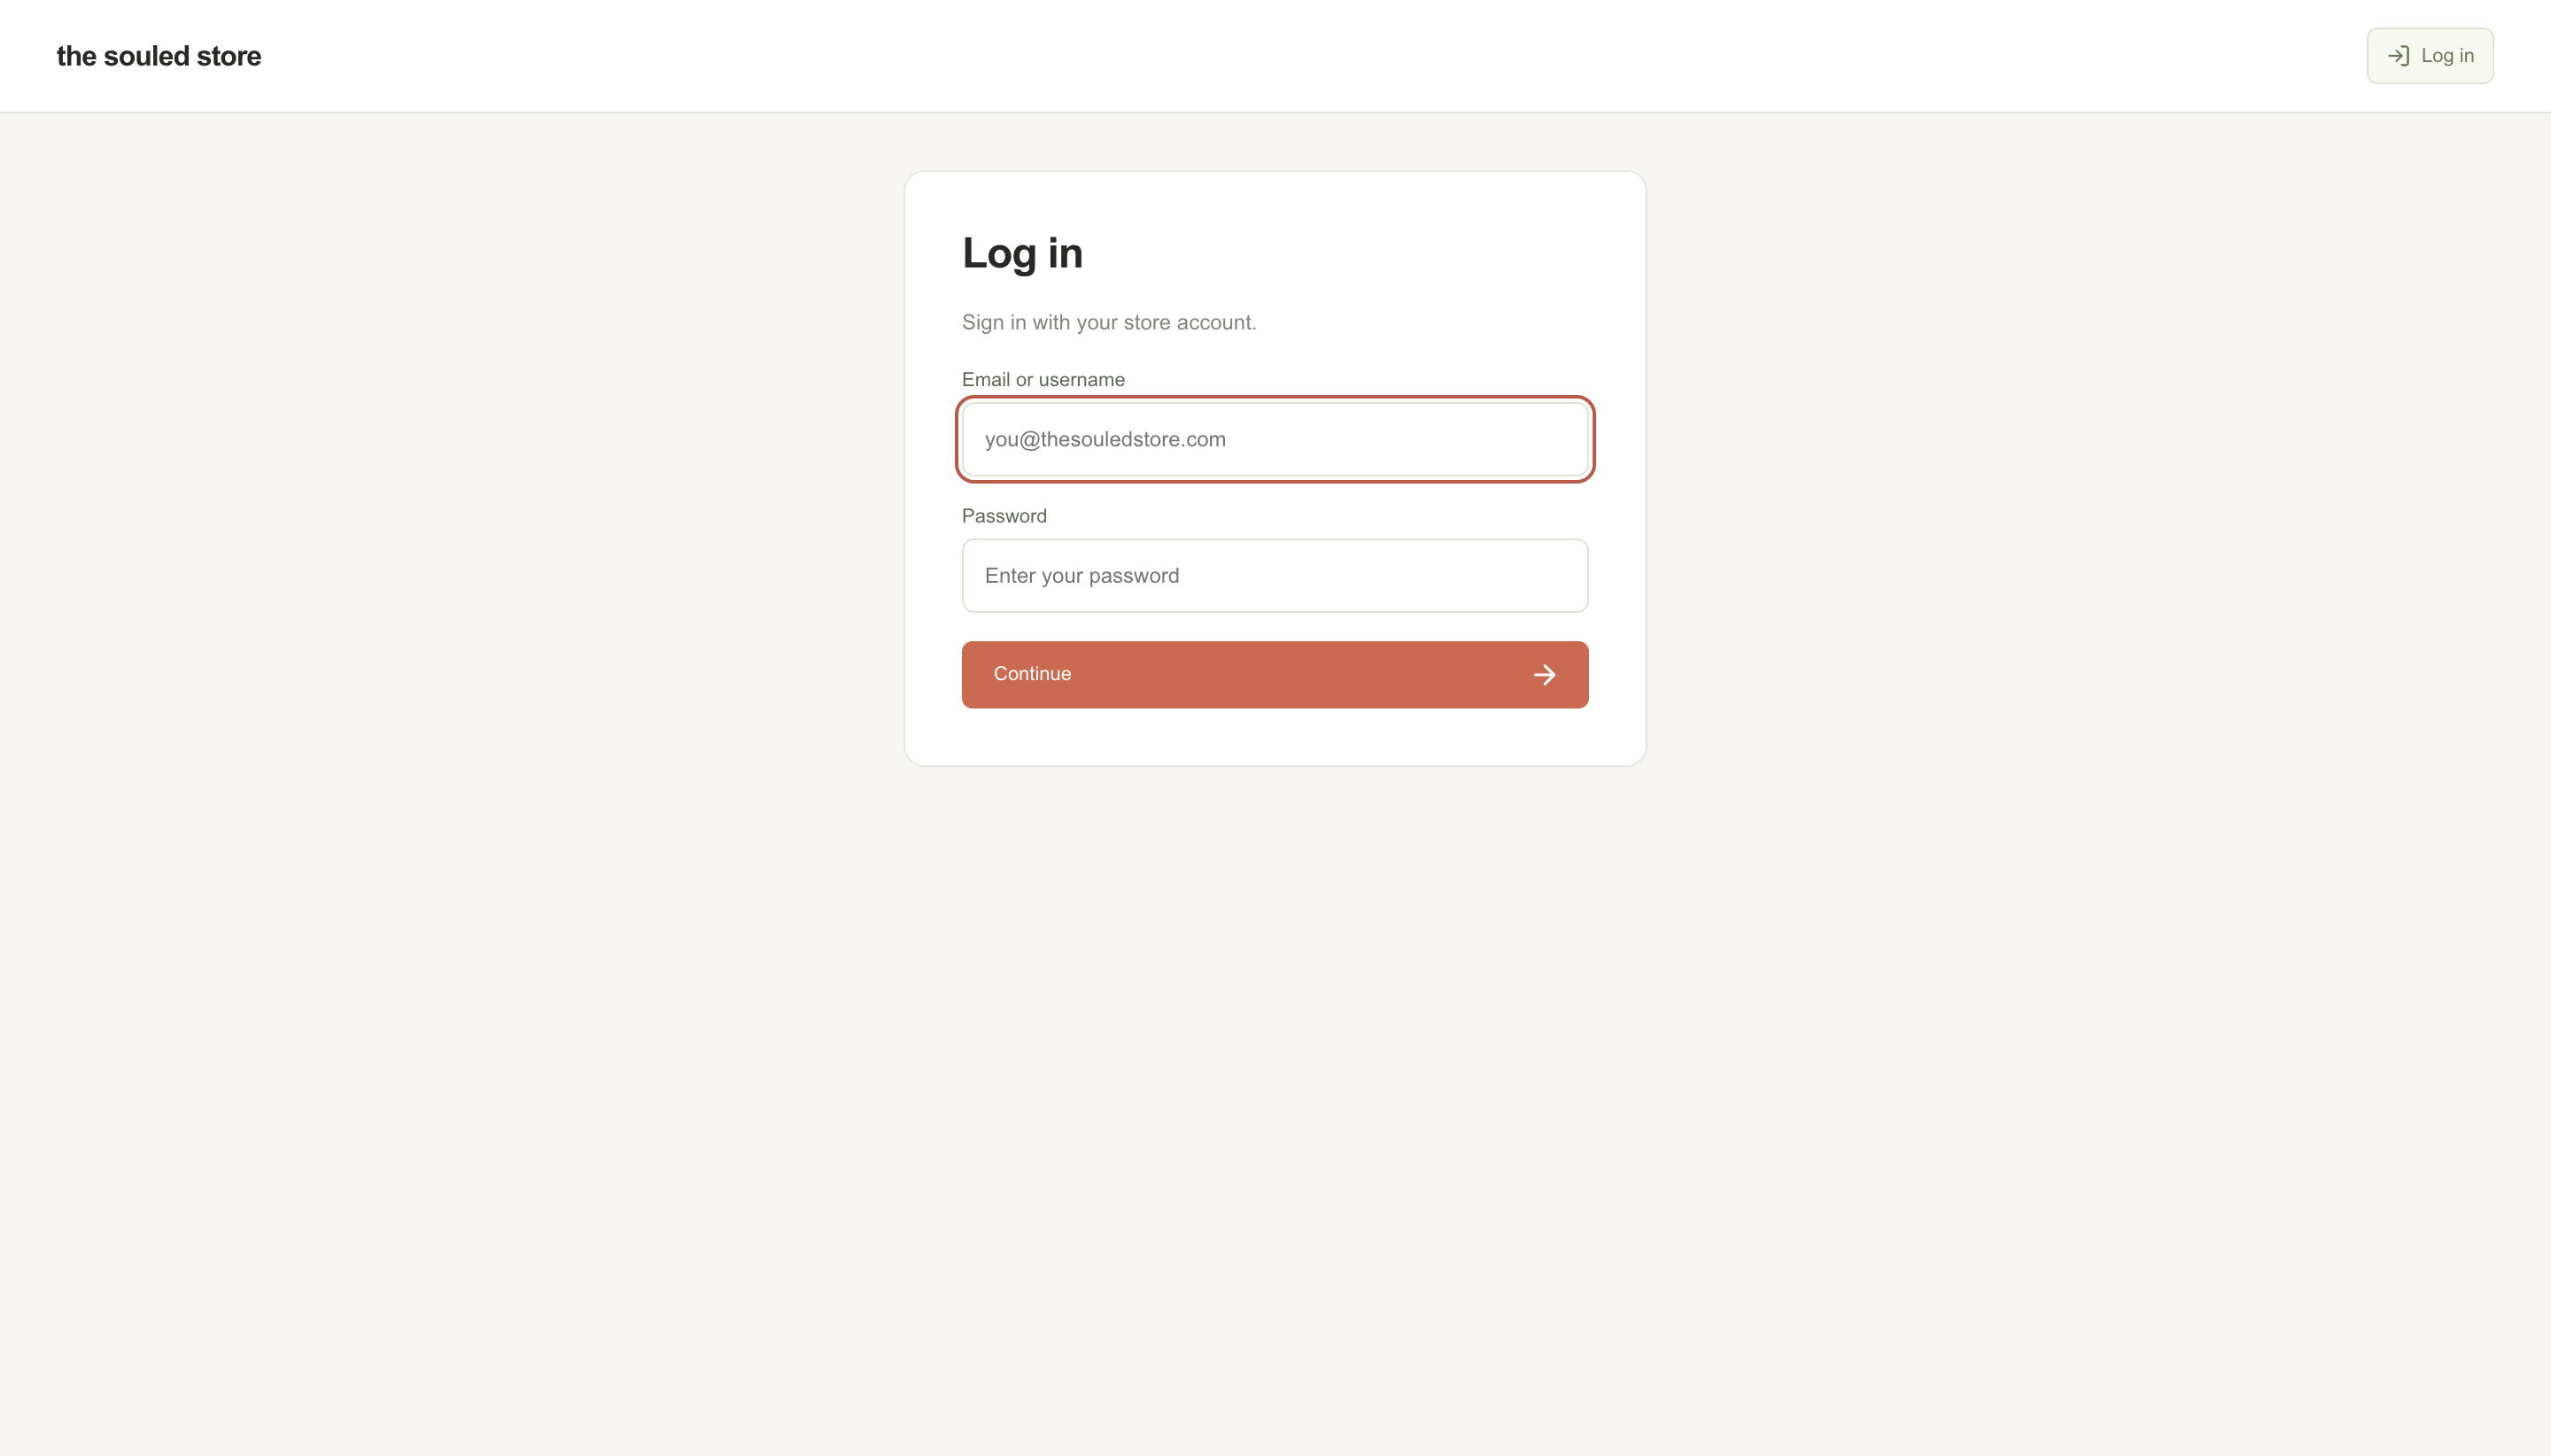 the souled store
Log in
Log in
Sign in with your store account.
Email or username
you@thesouledstore.com
Password
Enter your password
Continue